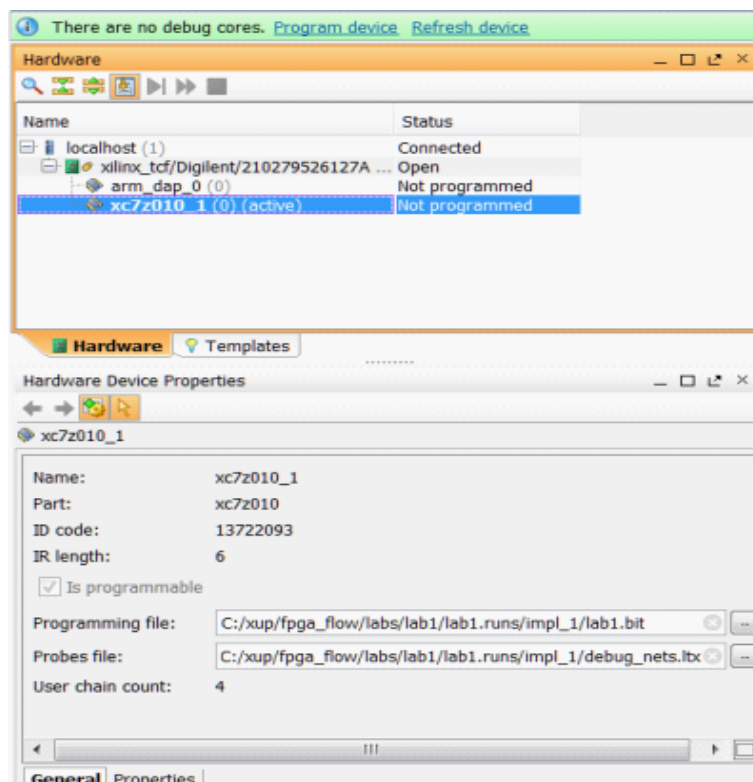 There are no debug cores. Program device Refresh device
Hardware
Name Status
localhost (1) Connected
xilinx_tcf/Digilent/210279526127A ... Open
arm_dap_0 (0) Not programmed
xc7z010_1 (0) (active) Not programmed
Hardware Templates
Hardware Device Properties
xc7z010_1
Name: xc7z010_1
Part: xc7z010
ID code: 13722093
IR length: 6
Is programmable
Programming file: C:/xup/fpga_flow/labs/lab1/lab1.runs/impl_1/lab1.bit
Probes file: C:/xup/fpga_flow/labs/lab1/lab1.runs/impl_1/debug_nets.ltx
User chain count: 4
General Properties